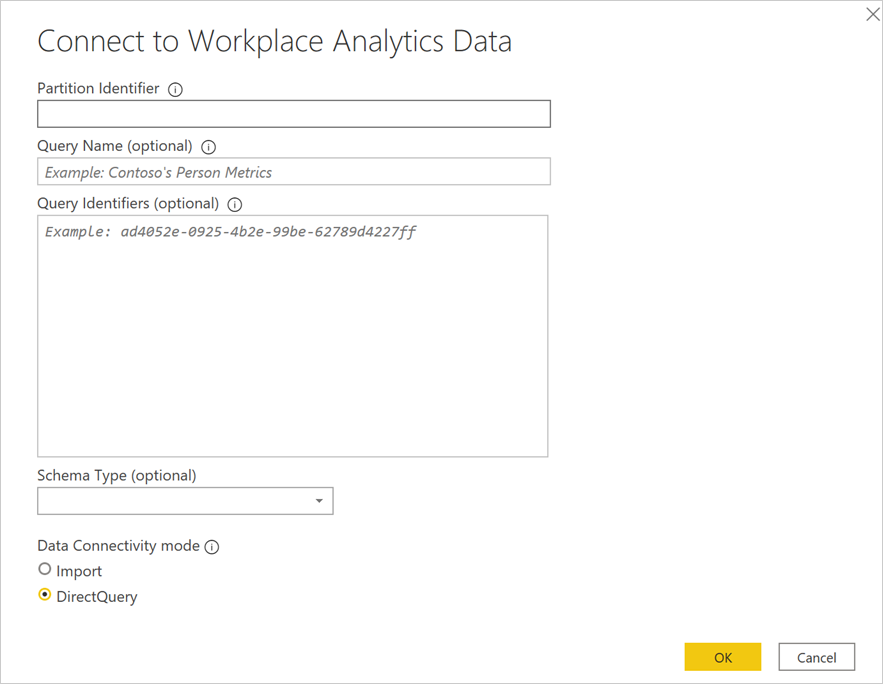 Connect to Workplace Analytics Data
Partition Identifier
Query Name (optional)
Example: Contoso's Person Metrics
Query Identifiers (optional)
Example: ad4052e-0925-4b2e-99be-62789d4227ff
Schema Type (optional)
Data Connectivity mode
Import
DirectQuery
OK Cancel